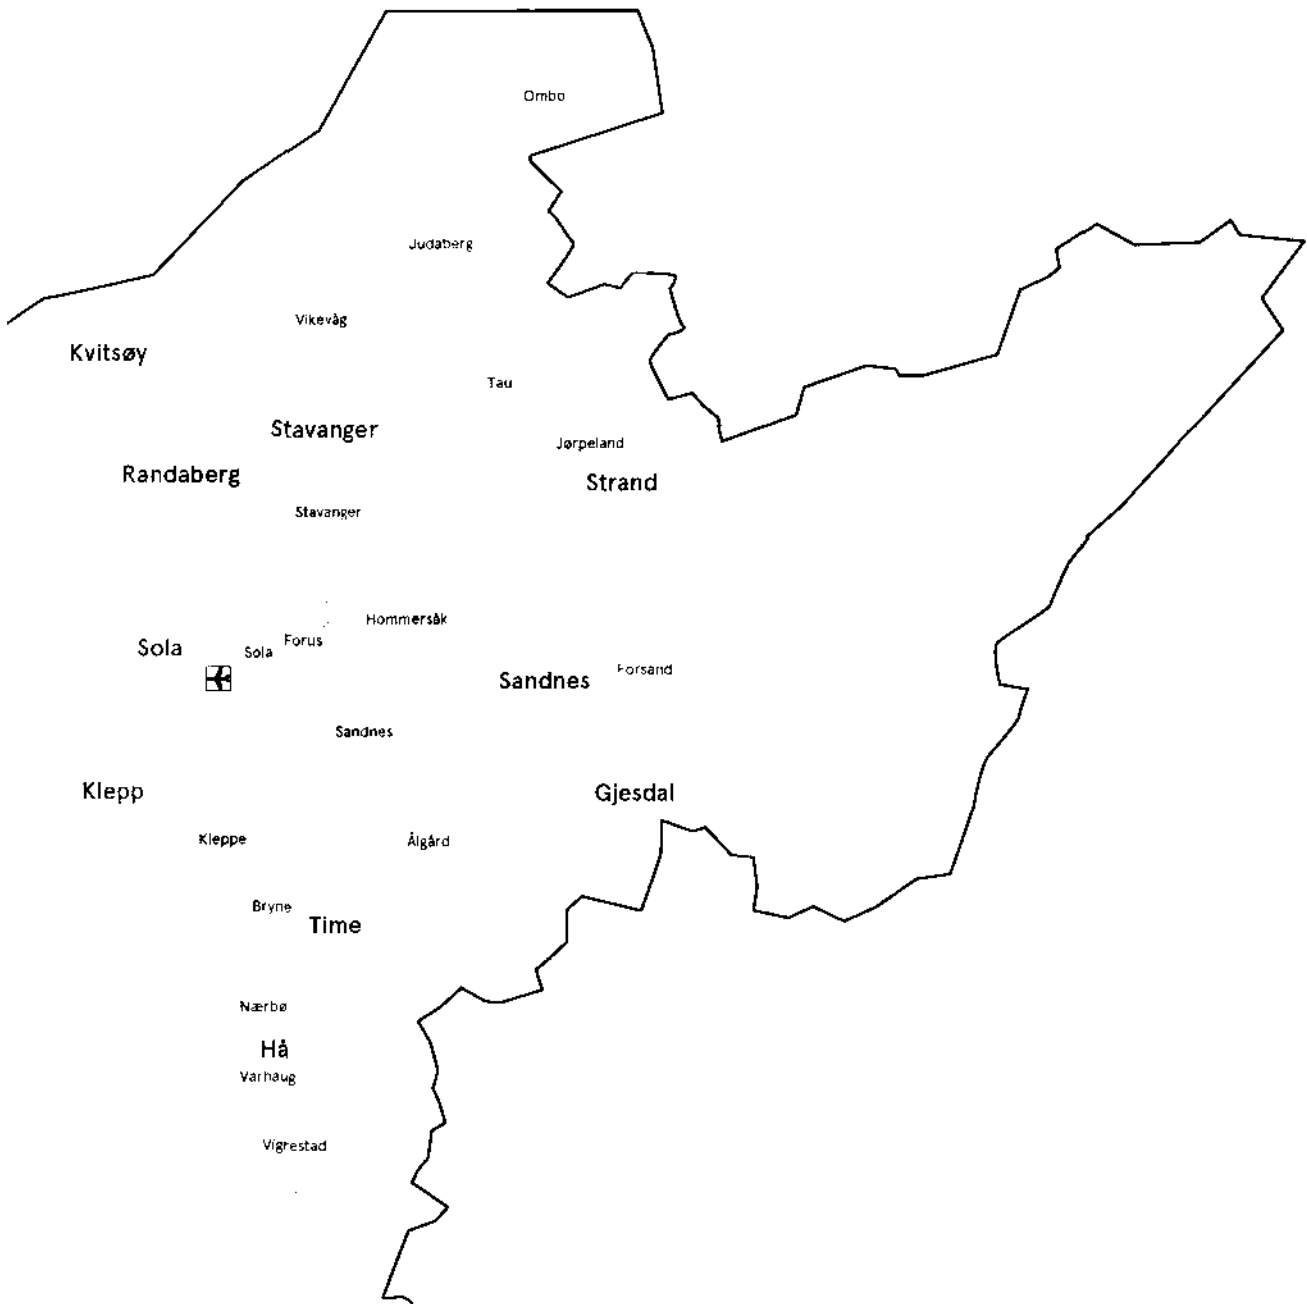 Ombo
Judaberg
Vikevåg
Kvitsøy
Tau
Stavanger
Jørpeland
Randaberg
Strand
Stavanger
Hommersåk
Forus
Sola
Sola
Forsand
Sandnes
Sandnes
Klepp
Gjesdal
Kleppe
Ålgård
Bryne
Time
Nærbø
Hå
Varhaug
Vigrestad